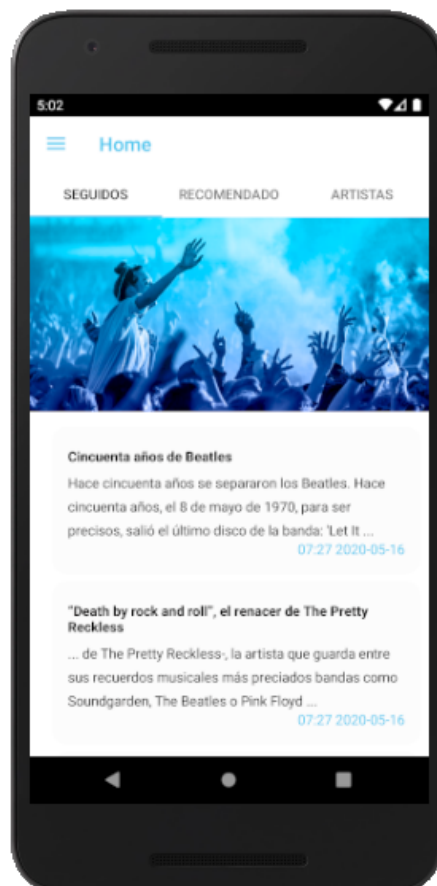 5:02
Home
SEGUIDOS RECOMENDADO ARTISTAS
Cincuenta años de Beatles
Hace cincuenta años se separaron los Beatles. Hace
cincuenta años, el 8 de mayo de 1970, para ser
precisos, salió el último disco de la banda: 'Let It ...
07:27 2020-05-16
"Death by rock and roll", el renacer de The Pretty
Reckless
... de The Pretty Reckless-, la artista que guarda entre
sus recuerdos musicales más preciados bandas como
Soundgarden, The Beatles o Pink Floyd ...
07:27 2020-05-16